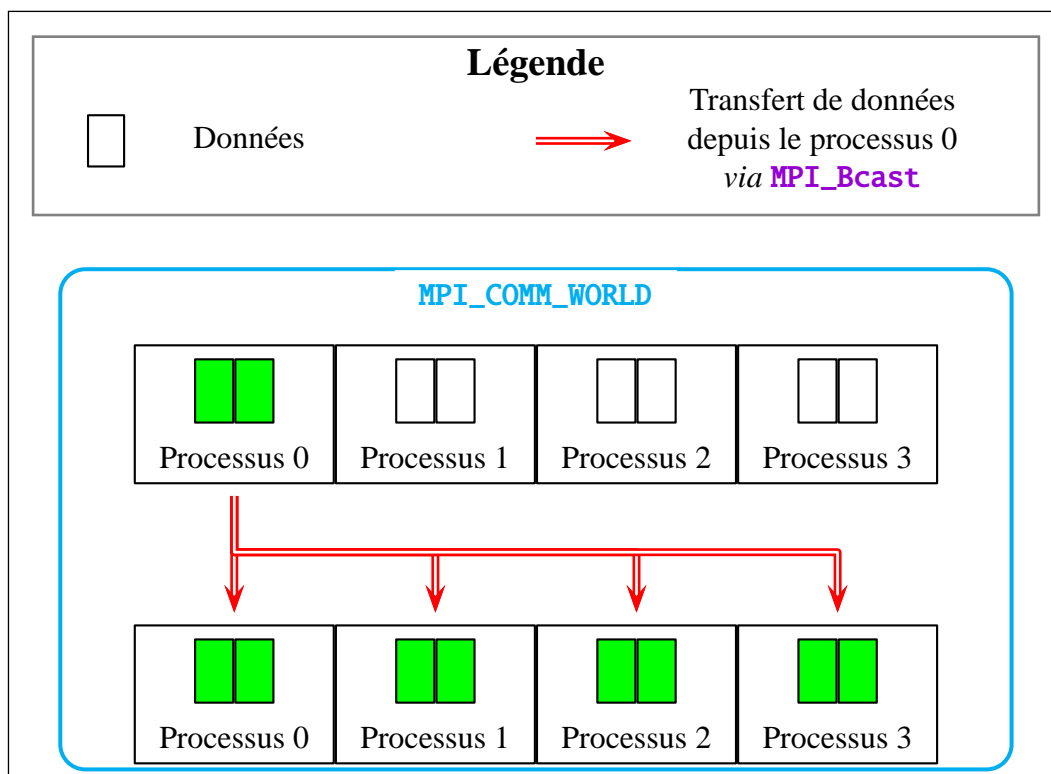 Légende
Données
Transfert de données
depuis le processus 0
via MPI_Bcast
MPI_COMM_WORLD
Processus 0 Processus 1 Processus 2 Processus 3
Processus 0 Processus 1 Processus 2 Processus 3